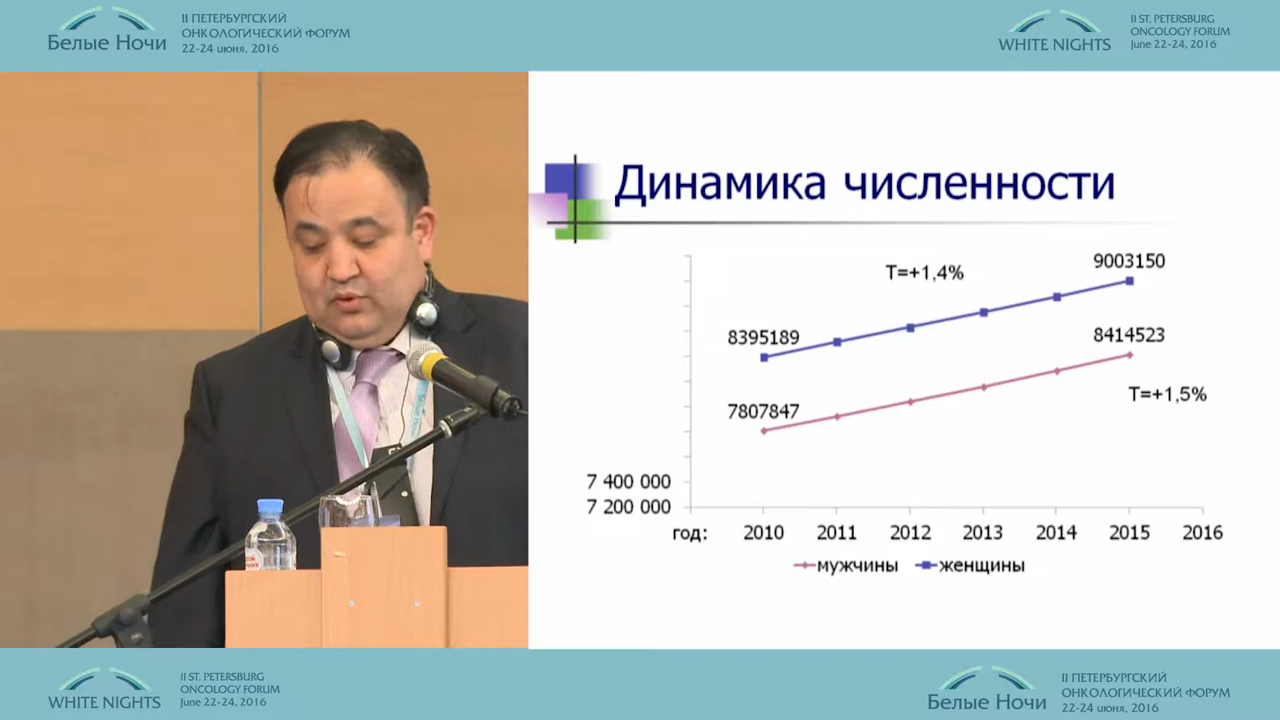 Белые Ночи
II ПЕТЕРБУРГСКИЙ
ОНКОЛОГИЧЕСКИЙ ФОРУМ
22-24 июня, 2016
WHITE NIGHTS
II ST. PETERSBURG
ONCOLOGY FORUM
June 22-24, 2016
Динамика численности
T=+1,4%
9003150
8395189
8414523
7807847
T=+1,5%
7 400 000
7 200 000
год: 2010 2011 2012 2013 2014 2015 2016
мужчины женщины
WHITE NIGHTS
II ST. PETERSBURG
ONCOLOGY FORUM
June 22-24, 2016
Белые Ночи
II ПЕТЕРБУРГСКИЙ
ОНКОЛОГИЧЕСКИЙ ФОРУМ
22-24 июня, 2016